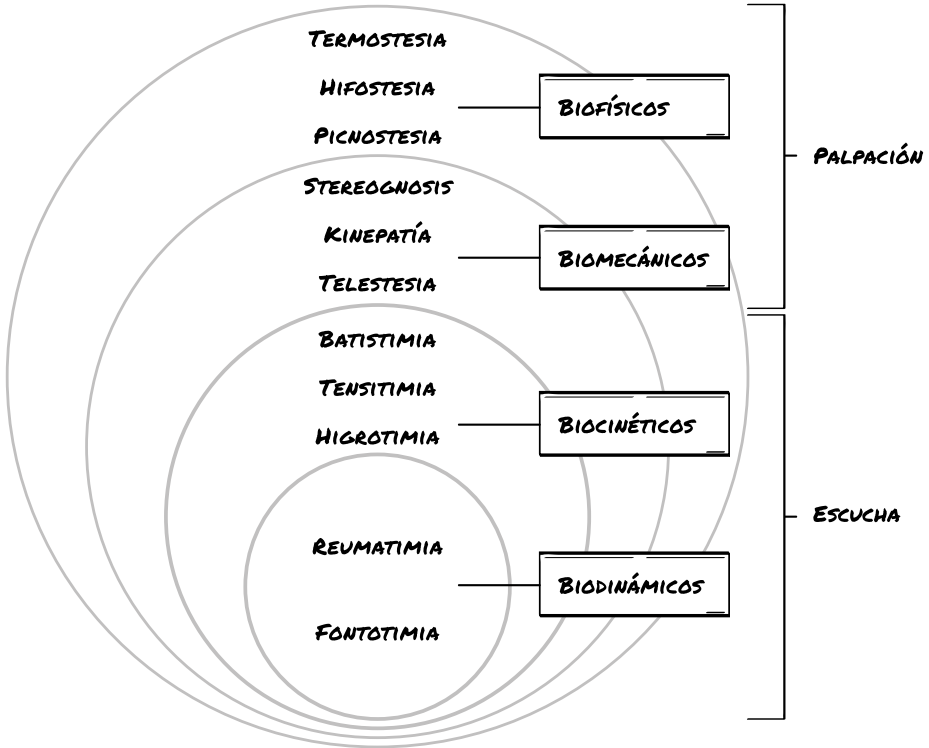 Termostesia
Hifostesia
Biofísicos
Picnostesia
Palpación
Stereognosis
Kinepatía
Biomecánicos
Telestesia
Batistimia
Tensitimia
Biocinéticos
Higrotimia
Escucha
Reumatimia
Biodinámicos
Fontotimia